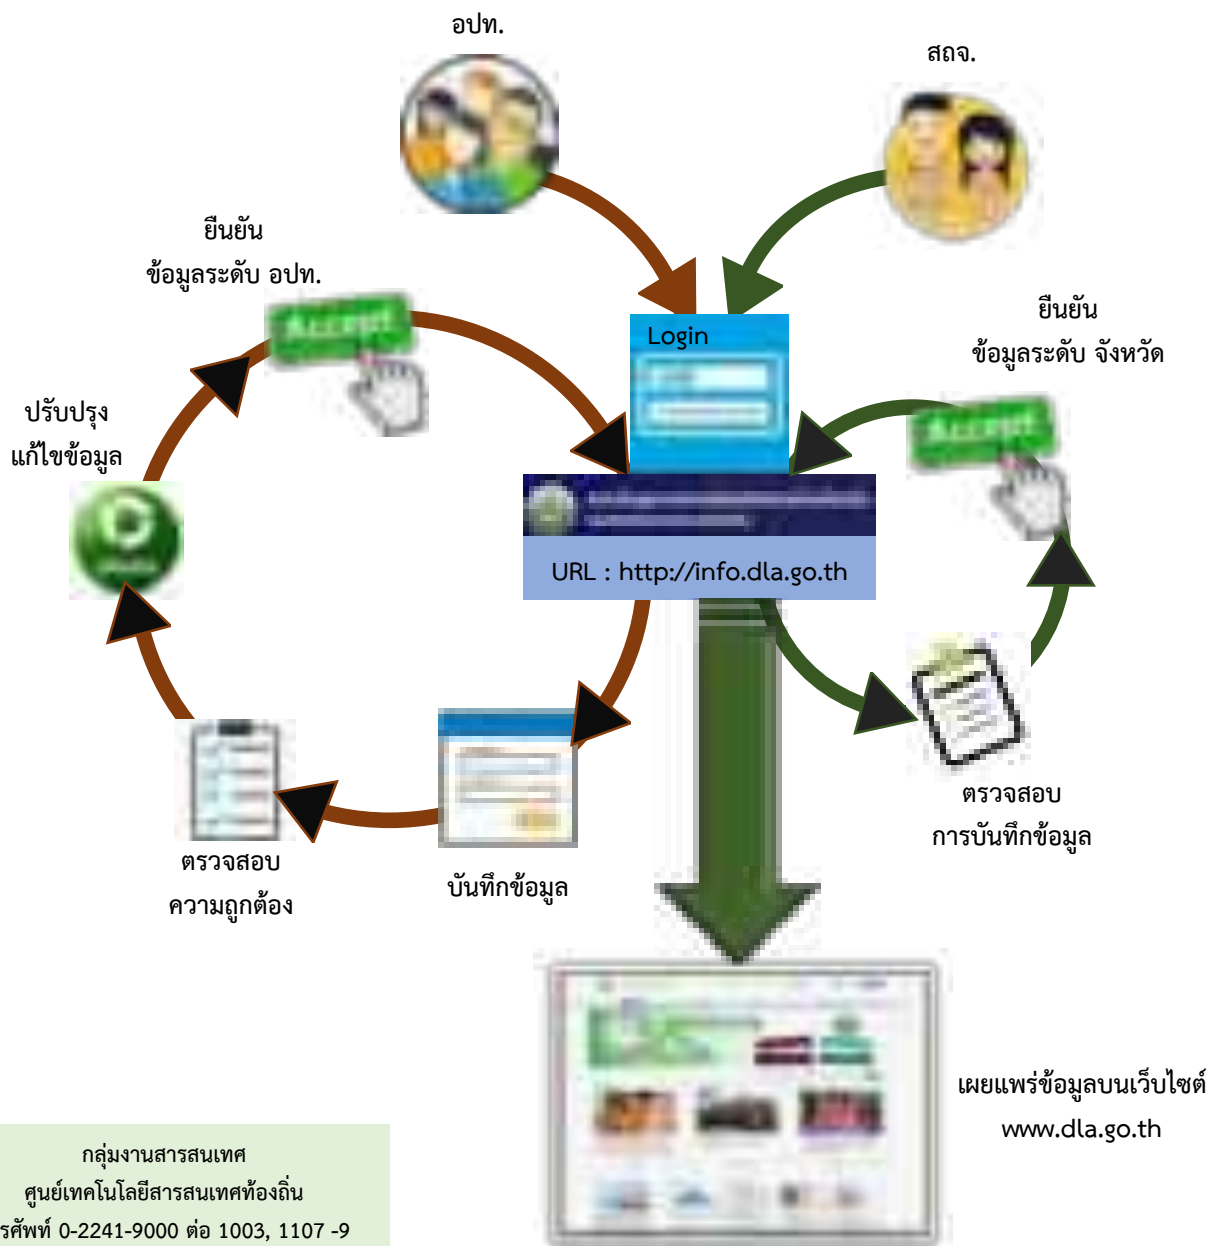 อปท.
สถจ.
ยืนยัน
ข้อมูลระดับ อปท.
Accept
Login
ยืนยัน
ข้อมูลระดับ จังหวัด
Accept
ปรับปรุง
แก้ไขข้อมูล
URL : http://info.dla.go.th
ตรวจสอบ
การบันทึกข้อมูล
ตรวจสอบ
ความถูกต้อง
บันทึกข้อมูล
เผยแพร่ข้อมูลบนเว็บไซต์
www.dla.go.th
กลุ่มงานสารสนเทศ
ศูนย์เทคโนโลยีสารสนเทศท้องถิ่น
รศัพท์ 0-2241-9000 ต่อ 1003, 1107 -9